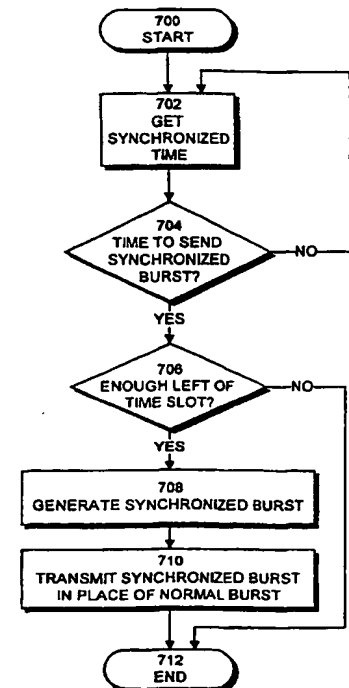 700
START
702
GET
SYNCHRONIZED
TIME
704
TIME TO SEND
SYNCHRONIZED
BURST?
NO
YES
706
ENOUGH LEFT OF
TIME SLOT?
NO
YES
708
GENERATE SYNCHRONIZED BURST
710
TRANSMIT SYNCHRONIZED BURST
IN PLACE OF NORMAL BURST
712
END